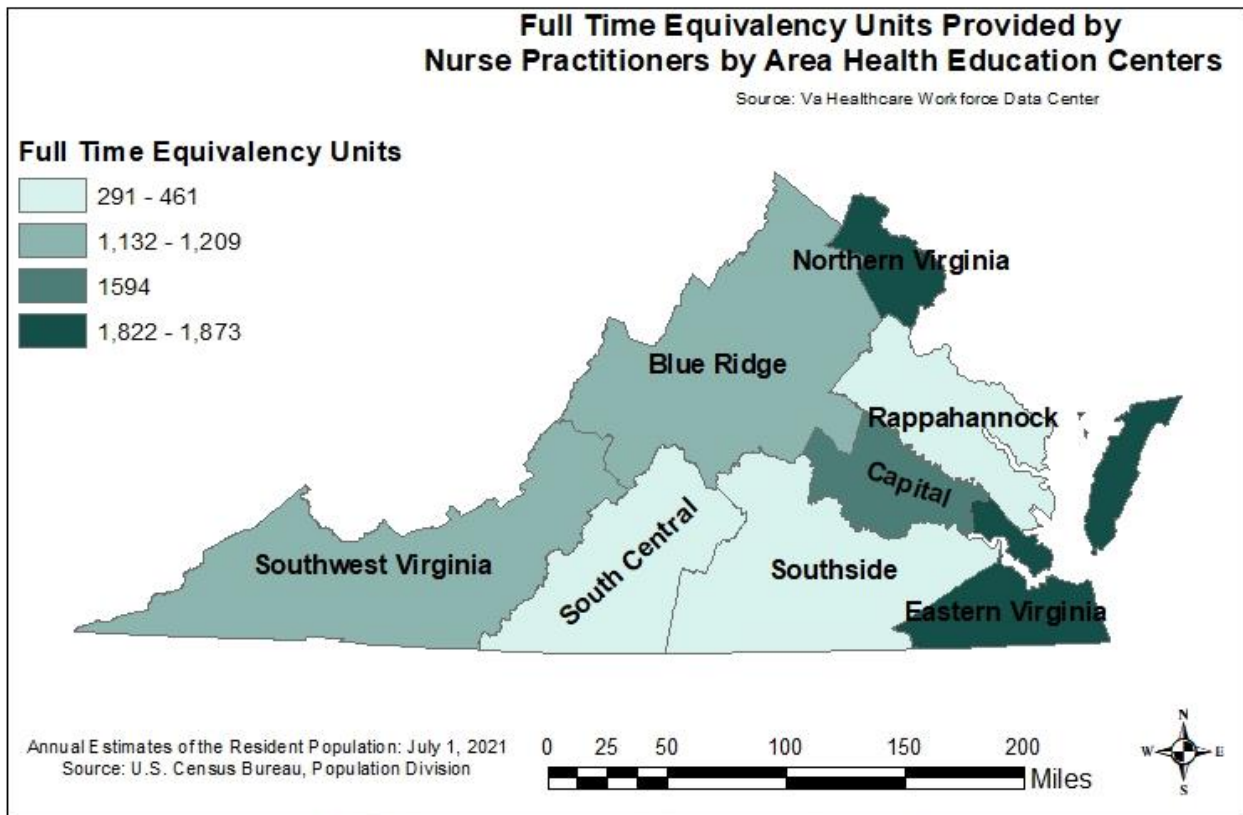 Full Time Equivalency Units Provided by
Nurse Practitioners by Area Health Education Centers
Source: Va Healthcare Workforce Data Center
Full Time Equivalency Units
291 - 461
1,132 - 1,209
1594
1,822 - 1,873
Northern Virginia
Blue Ridge
Rappahannock
Capital
South Central
Southwest Virginia
Southside
Eastern Virginia
Annual Estimates of the Resident Population: July 1, 2021
Source: U.S. Census Bureau, Population Division
0 25 50 100 150 200
Miles
N
W E
S